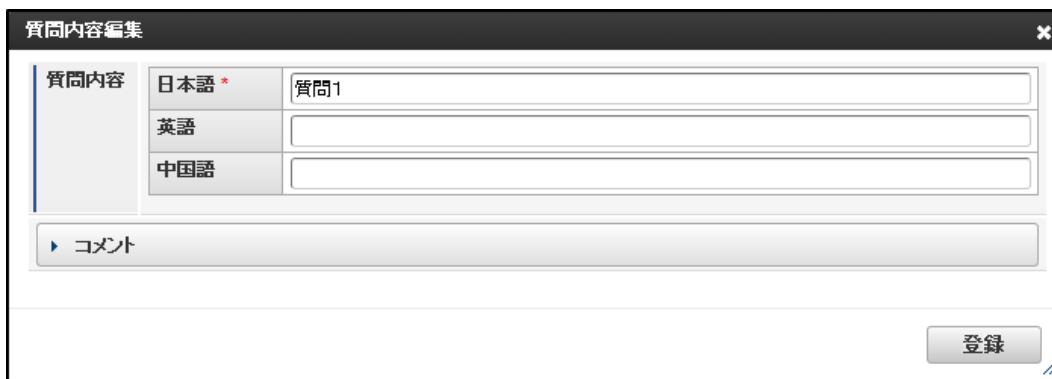 質問内容編集
質問内容
日本語 *
質問1
英語
中国語
コメント
登録